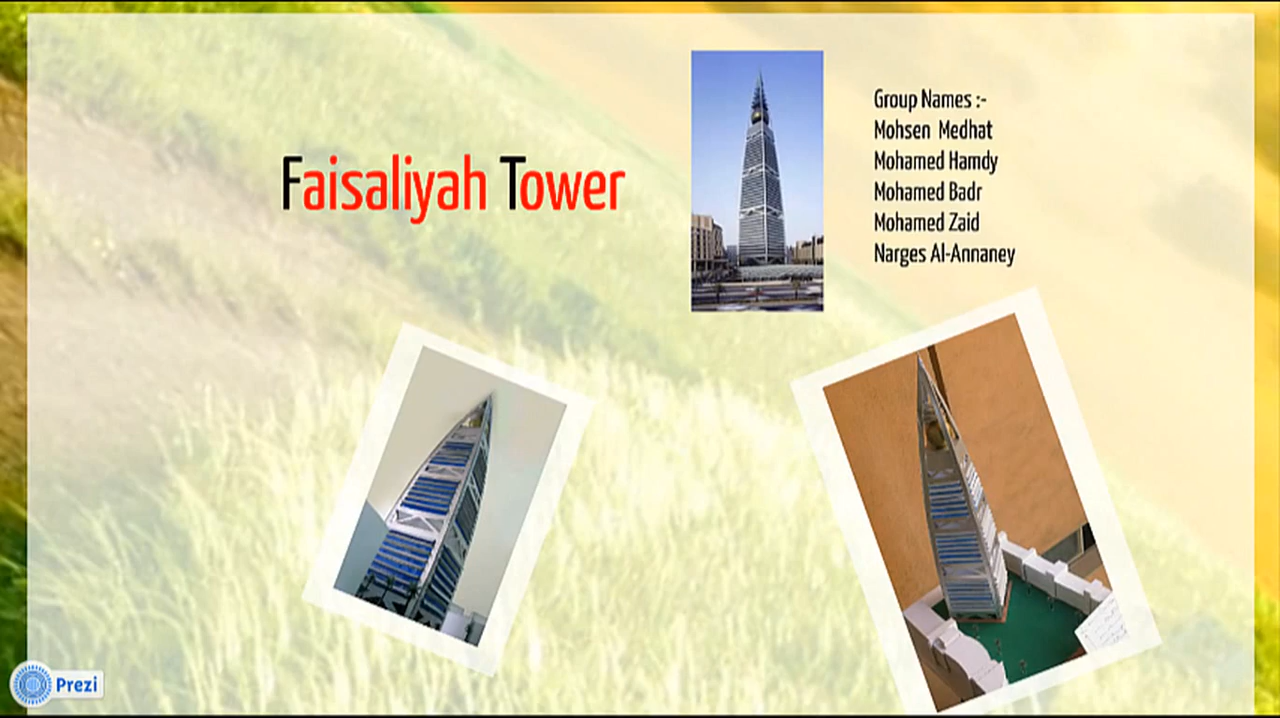 Faisaliyah Tower
Group Names :-
Mohsen Medhat
Mohamed Hamdy
Mohamed Badr
Mohamed Zaid
Narges Al-Annaney
Prezi